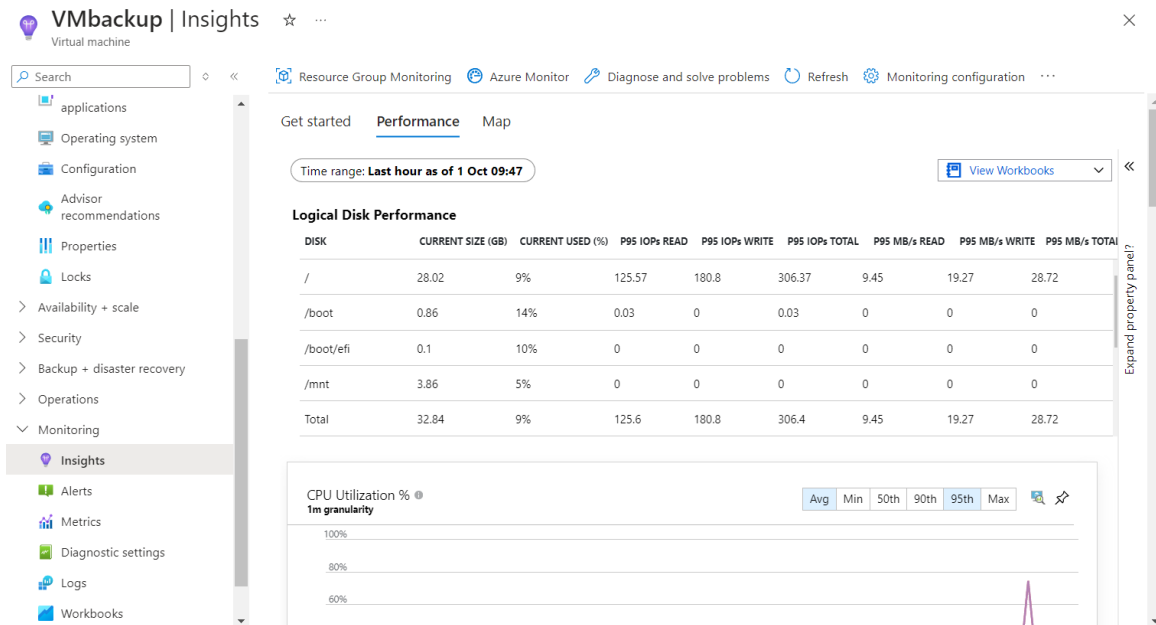 VMbackup | Insights
Virtual machine
Search
Resource Group Monitoring
Azure Monitor
Diagnose and solve problems
Refresh
Monitoring configuration
applications
Operating system
Configuration
Advisor
recommendations
Properties
Locks
Availability + scale
Security
Backup + disaster recovery
Operations
Monitoring
Insights
Alerts
Metrics
Diagnostic settings
Logs
Workbooks
Get started Performance Map
Time range: Last hour as of 1 Oct 09:47
View Workbooks
Expand property panel?
Logical Disk Performance
DISK CURRENT SIZE (GB) CURRENT USED (%) P95 IOPs READ P95 IOPs WRITE P95 IOPs TOTAL P95 MB/s READ P95 MB/s WRITE P95 MB/s TOTAL
/ 28.02 9% 125.57 180.8 306.37 9.45 19.27 28.72
/boot 0.86 14% 0.03 0 0.03 0 0 0
/boot/efi 0.1 10% 0 0 0 0 0 0
/mnt 3.86 5% 0 0 0 0 0 0
Total 32.84 9% 125.6 180.8 306.4 9.45 19.27 28.72
CPU Utilization %
1m granularity
Avg Min 50th 90th 95th Max
100%
80%
60%